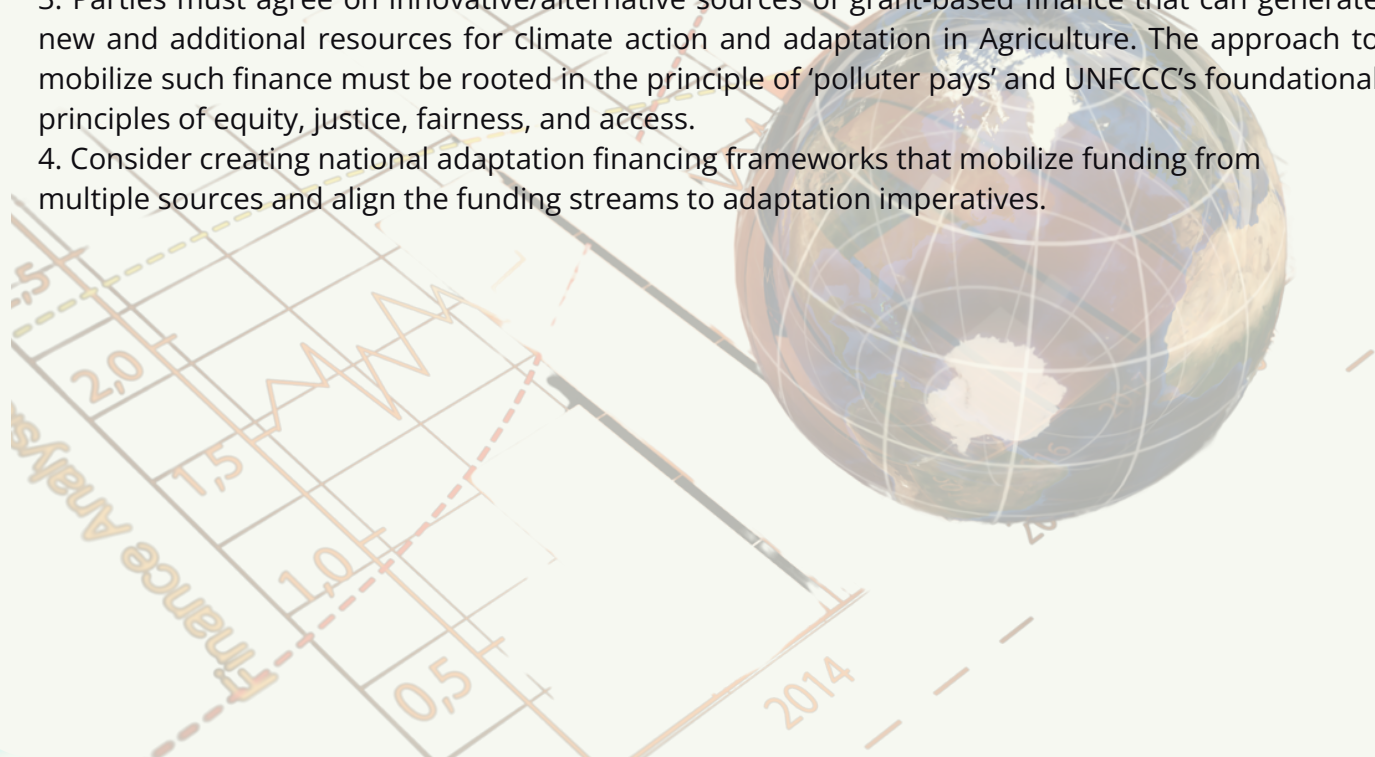 3. Parties must agree on innovative/alternative sources of grant-based finance that can generate
new and additional resources for climate action and adaptation in Agriculture. The approach to
mobilize such finance must be rooted in the principle of ‘polluter pays’ and UNFCCC’s foundational
principles of equity, justice, fairness, and access.
4. Consider creating national adaptation financing frameworks that mobilize funding from
multiple sources and align the funding streams to adaptation imperatives.
2,0
1,5
1,0
0,5
Finance Analys
2014